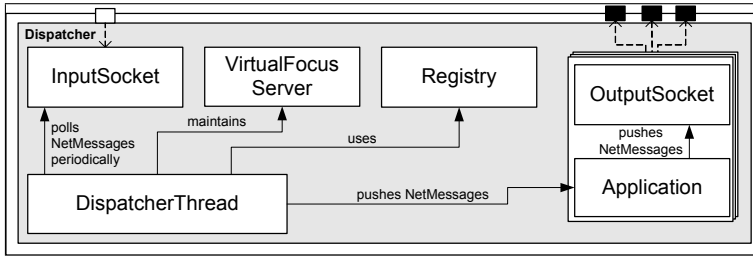 Dispatcher
InputSocket
VirtualFocus
Server
Registry
OutputSocket
polls
NetMessages
periodically
maintains
uses
pushes
NetMessages
DispatcherThread
pushes NetMessages
Application